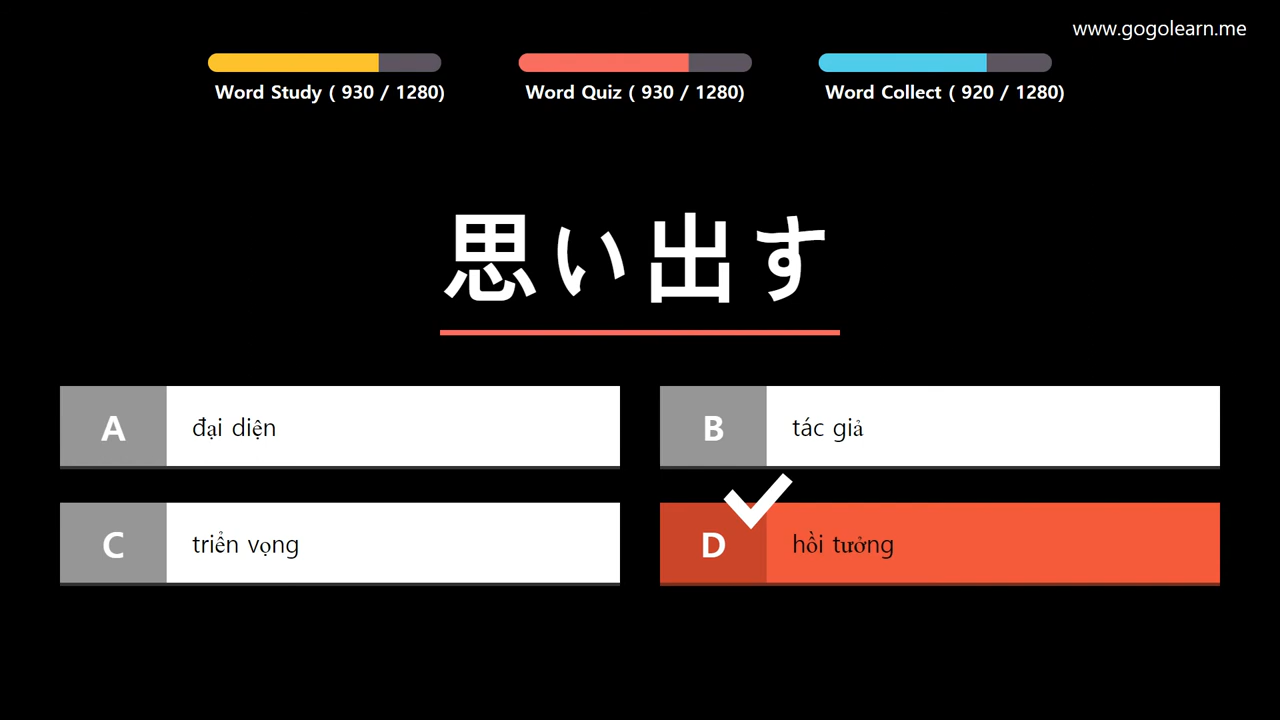 www.gogolearn.me
Word Study ( 930 / 1280)
Word Quiz ( 930 / 1280)
Word Collect ( 920 / 1280)
思い出す
A đại diện
B tác giả
C triển vọng
D hồi tưởng